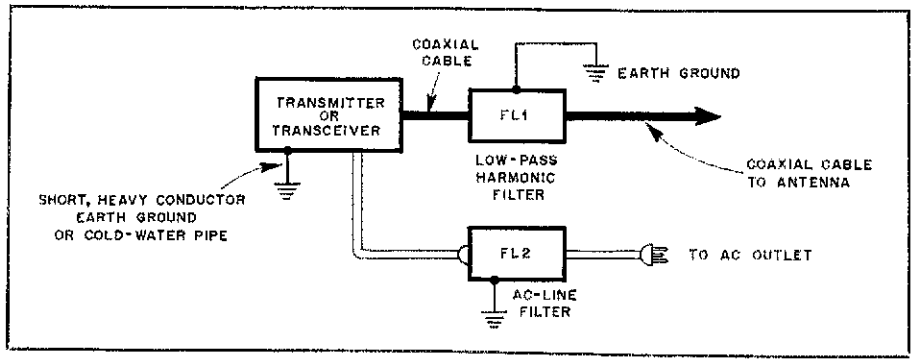 COAXIAL
CABLE
EARTH GROUND
TRANSMITTER
OR
TRANSCEIVER
FL1
LOW-PASS
HARMONIC
FILTER
COAXIAL CABLE
TO ANTENNA
SHORT, HEAVY CONDUCTOR
EARTH GROUND
OR COLD-WATER PIPE
FL2
TO AC OUTLET
AC-LINE
FILTER